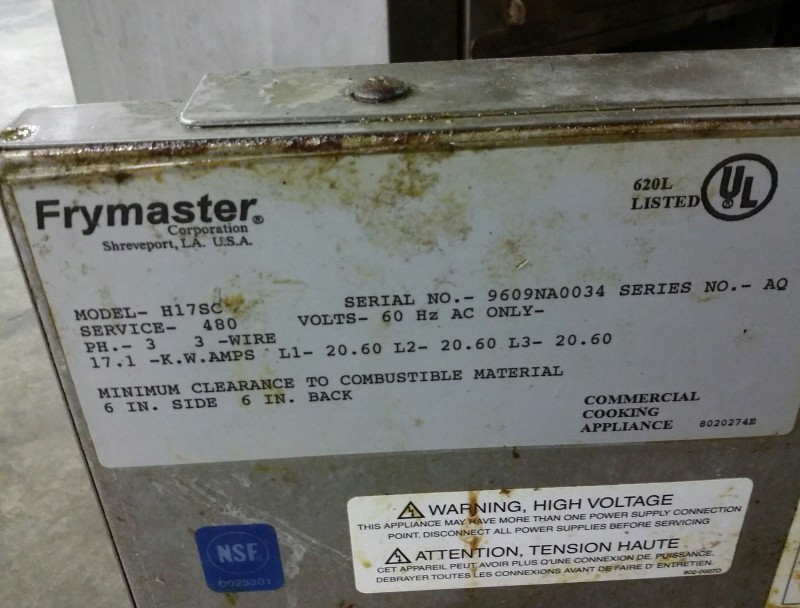 Frymaster®
Corporation
Shreveport, LA. U.S.A.
620L
LISTED
UL
®
MODEL- H17SC SERIAL NO.- 9609NA0034 SERIES NO.- AQ
SERVICE- 480 VOLTS- 60 Hz AC ONLY-
PH.- 3 3 -WIRE
17.1 -K.W.AMPS L1- 20.60 L2- 20.60 L3- 20.60
MINIMUM CLEARANCE TO COMBUSTIBLE MATERIAL
6 IN. SIDE 6 IN. BACK
COMMERCIAL
COOKING
APPLIANCE 8020274E
WARNING, HIGH VOLTAGE
THIS APPLIANCE MAY HAVE MORE THAN ONE POWER SUPPLY CONNECTION
POINT. DISCONNECT ALL POWER SUPPLIES BEFORE SERVICING
ATTENTION, TENSION HAUTE
CET APPAREIL PEUT AVOIR PLUS Q'UNE CONNEXION DE PUISSANCE.
DEBRAYER TOUTES LES CONNEXIONS AVANT DE FAIRE D' ENTRETIEN.
802-0007D
NSF
D023301